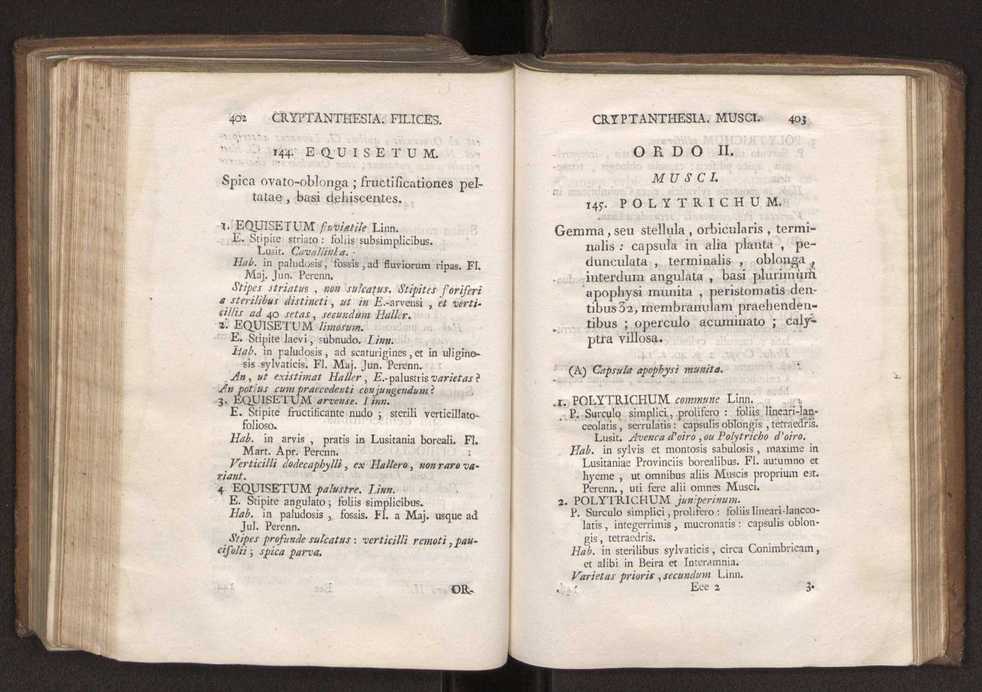 402 CRYPTANTHESIA. FILICES.
144. EQUISETUM.
Spica ovato-oblonga ; fructificationes pel-
tatae , basi dehiscentes.
1. EQUISETUM fluviatile Linn.
E. Stipite striato : foliis subsimplicibus.
Lusit. Cavallinha.
Hab. in paludosis , fossis , ad fluviorum ripas. Fl.
Maj. Jun. Perenn.
Stipes striatus , non sulcatus. Stipites floriferi
a sterilibus distincti , ut in E.-arvensi , et verti-
cillis ad 40 setas , secundum Haller.
2. EQUISETUM limosum.
E. Stipite laevi , subnudo. Linn.
Hab. in paludosis , ad scaturigines , et in uligino-
sis sylvaticis. Fl. Maj. Jun. Perenn.
An , ut existimat Haller , E.-palustris varietas ?
An potius cum praecedenti conjungendum ?
3. EQUISETUM arvense. Linn.
E. Stipite fructificante nudo ; sterili verticillato-
folioso.
Hab. in arvis , pratis in Lusitania boreali. Fl.
Mart. Apr. Perenn.
Verticilli dodecaphylli , ex Hallero , non raro va-
riant.
4 EQUISETUM palustre. Linn.
E. Stipite angulato ; foliis simplicibus.
Hab. in paludosis , fossis. Fl. a Maj. usque ad
Jul. Perenn.
Stipes profunde sulcatus : verticilli remoti , pau-
cifolii ; spica parva.
OR-
CRYPTANTHESIA. MUSCI. 403
ORDO II.
MUSCI.
145. POLYTRICHUM.
Gemma , seu stellula , orbicularis , termi-
nalis : capsula in alia planta , pe-
dunculata , terminalis , oblonga ,
interdum angulata , basi plurimum
apophysi munita , peristomatis den-
tibus 32 , membranulam praehenden-
tibus ; operculo acuminato ; caly-
ptra villosa.
(A) Capsula apophysi munita.
1. POLYTRICHUM commune Linn.
P. Surculo simplici , prolifero : foliis lineari-lan-
ceolatis , serrulatis : capsulis oblongis , tetraedris.
Lusit. Avenca d'oiro , ou Polytricho d'oiro.
Hab. in sylvis et montosis sabulosis , maxime in
Lusitaniae Provinciis borealibus. Fl. autumno et
hyeme , ut omnibus aliis Muscis proprium est.
Perenn. , uti fere alii omnes Musci.
2. POLYTRICHUM juniperinum.
P. Surculo simplici , prolifero : foliis lineari-lanceo-
latis , integerrimis , mucronatis : capsulis oblon-
gis , tetraedris.
Hab. in sterilibus sylvaticis , circa Conimbricam ,
et alibi in Beira et Interamnia.
Varietas prioris , secundum Linn.
Eee 2 3.